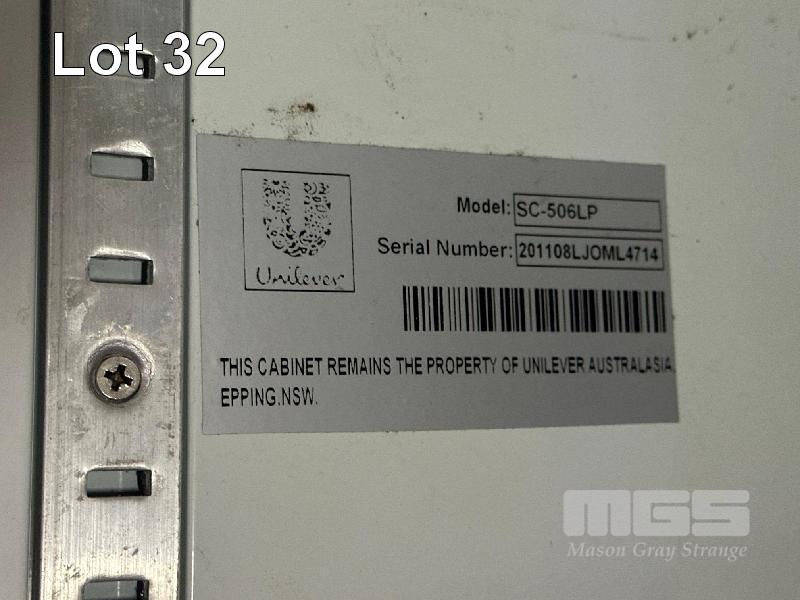 Lot 32
Unilever
Model: SC-506LP
Serial Number: 201108LJOML4714
THIS CABINET REMAINS THE PROPERTY OF UNILEVER AUSTRALASIA.
EPPING.NSW.
MGS
Mason Gray Strange